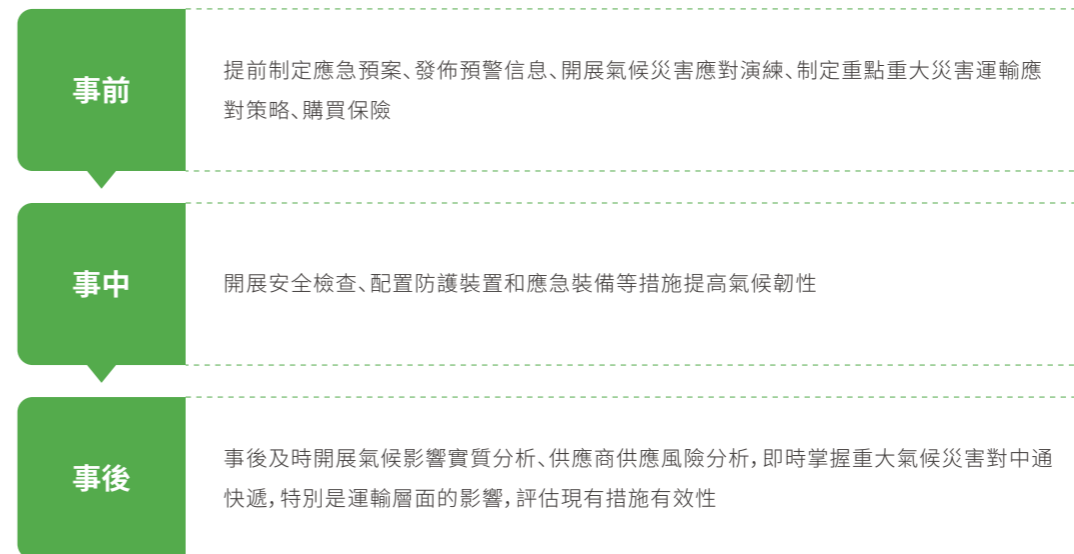 事前
提前制定應急預案、發佈預警信息、開展氣候災害應對演練、制定重點重大災害運輸應
對策略、購買保險
事中
開展安全檢查、配置防護裝置和應急裝備等措施提高氣候韌性
事後
事後及時開展氣候影響實質分析、供應商供應風險分析，即時掌握重大氣候災害對中通
快遞，特別是運輸層面的影響，評估現有措施有效性